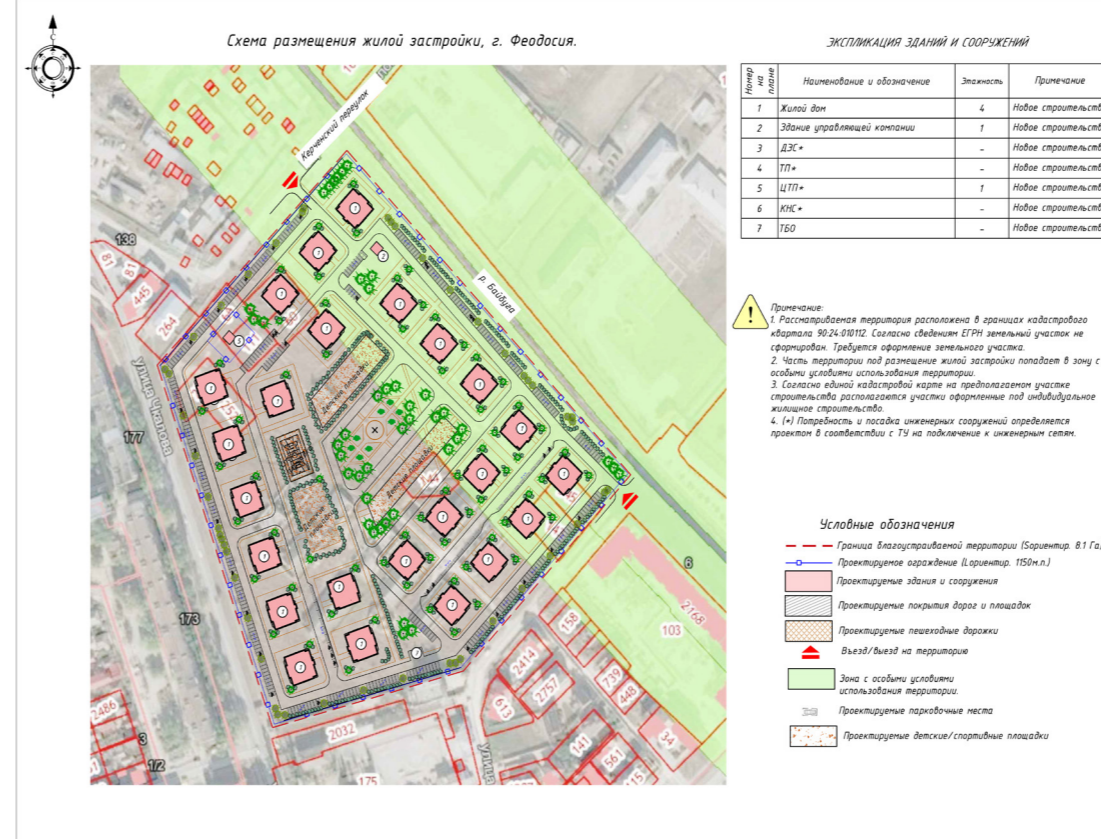 С
Схема размещения жилой застройки, г. Феодосия.
ЭКСПЛИКАЦИЯ ЗДАНИЙ И СООРУЖЕНИЙ
Номер на плане Наименование и обозначение Этажность Примечание
1 Жилой дом 4 Новое строительств
2 Здание управляющей компании 1 Новое строительств
3 ДЭС* - Новое строительств
4 ТП* - Новое строительств
5 ЦТП* 1 Новое строительств
6 КНС* - Новое строительств
7 ТБО - Новое строительств
Примечание:
1. Рассматриваемая территория расположена в границах кадастрового
квартала 90:24:010112. Согласно сведениям ЕГРН земельный участок не
сформирован. Требуется оформление земельного участка.
2. Часть территории под размещение жилой застройки попадает в зону с
особыми условиями использования территории.
3. Согласно единой кадастровой карте на предполагаемом участке
строительства располагаются участки оформленные под индивидуальное
жилищное строительство.
4. (*) Потребность и посадка инженерных сооружений определяется
проектом в соответствии с ТУ на подключение к инженерным сетям.
Условные обозначения
Граница благоустраиваемой территории (Sориентир. 8.1 Га)
Проектируемое ограждение (Lориентир. 1150м.п.)
Проектируемые здания и сооружения
Проектируемые покрытия дорог и площадок
Проектируемые пешеходные дорожки
Въезд/выезд на территорию
Зона с особыми условиями
использования территории.
Проектируемые парковочные места
Проектируемые детские/спортивные площадки
Керченский переулок
р. Байбуга
Улица Чкалова
Улица
138
81
81
445
264
177
173
144
6
2168
103
158
2414
2757
613
739
448
34
141
561
115
2032
175
2486
3
1/2